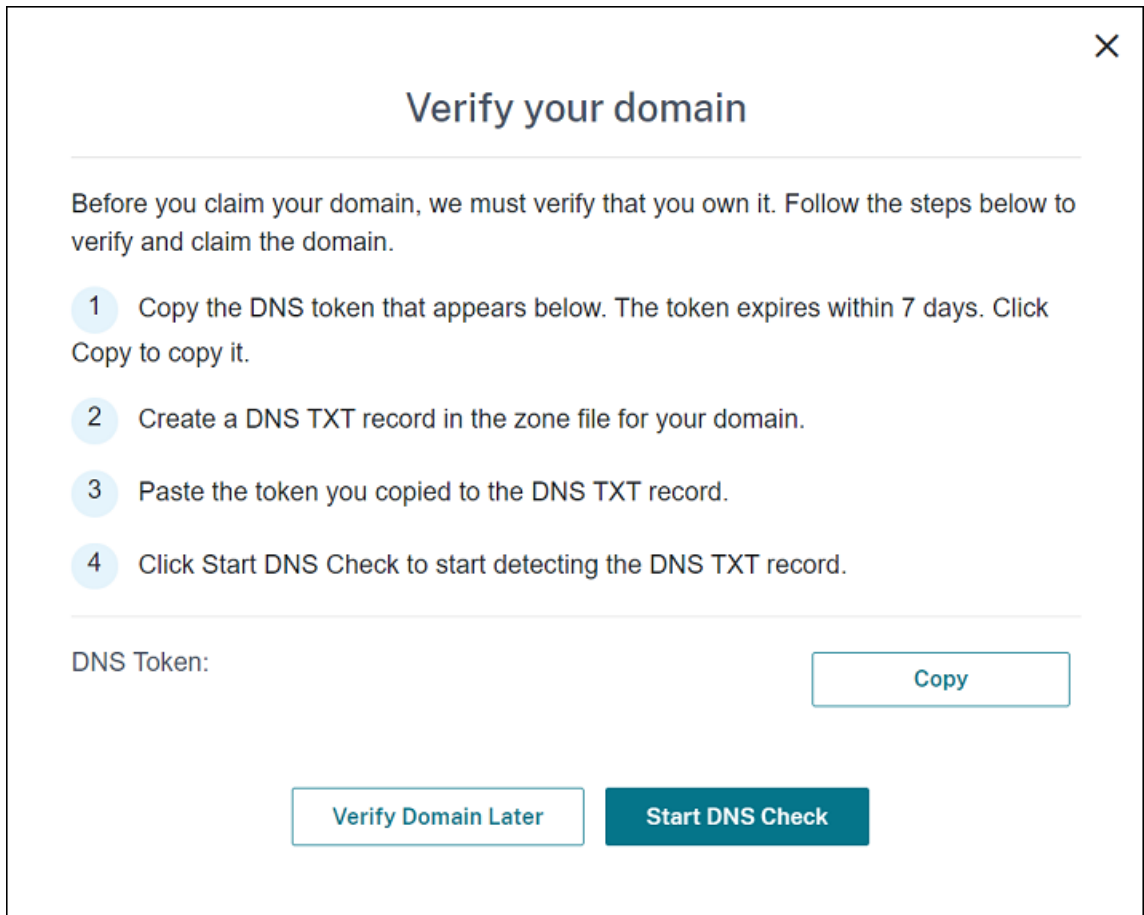 Verify your domain
Before you claim your domain, we must verify that you own it. Follow the steps below to
verify and claim the domain.
1 Copy the DNS token that appears below. The token expires within 7 days. Click
Copy to copy it.
2 Create a DNS TXT record in the zone file for your domain.
3 Paste the token you copied to the DNS TXT record.
4 Click Start DNS Check to start detecting the DNS TXT record.
DNS Token:
Copy
Verify Domain Later
Start DNS Check